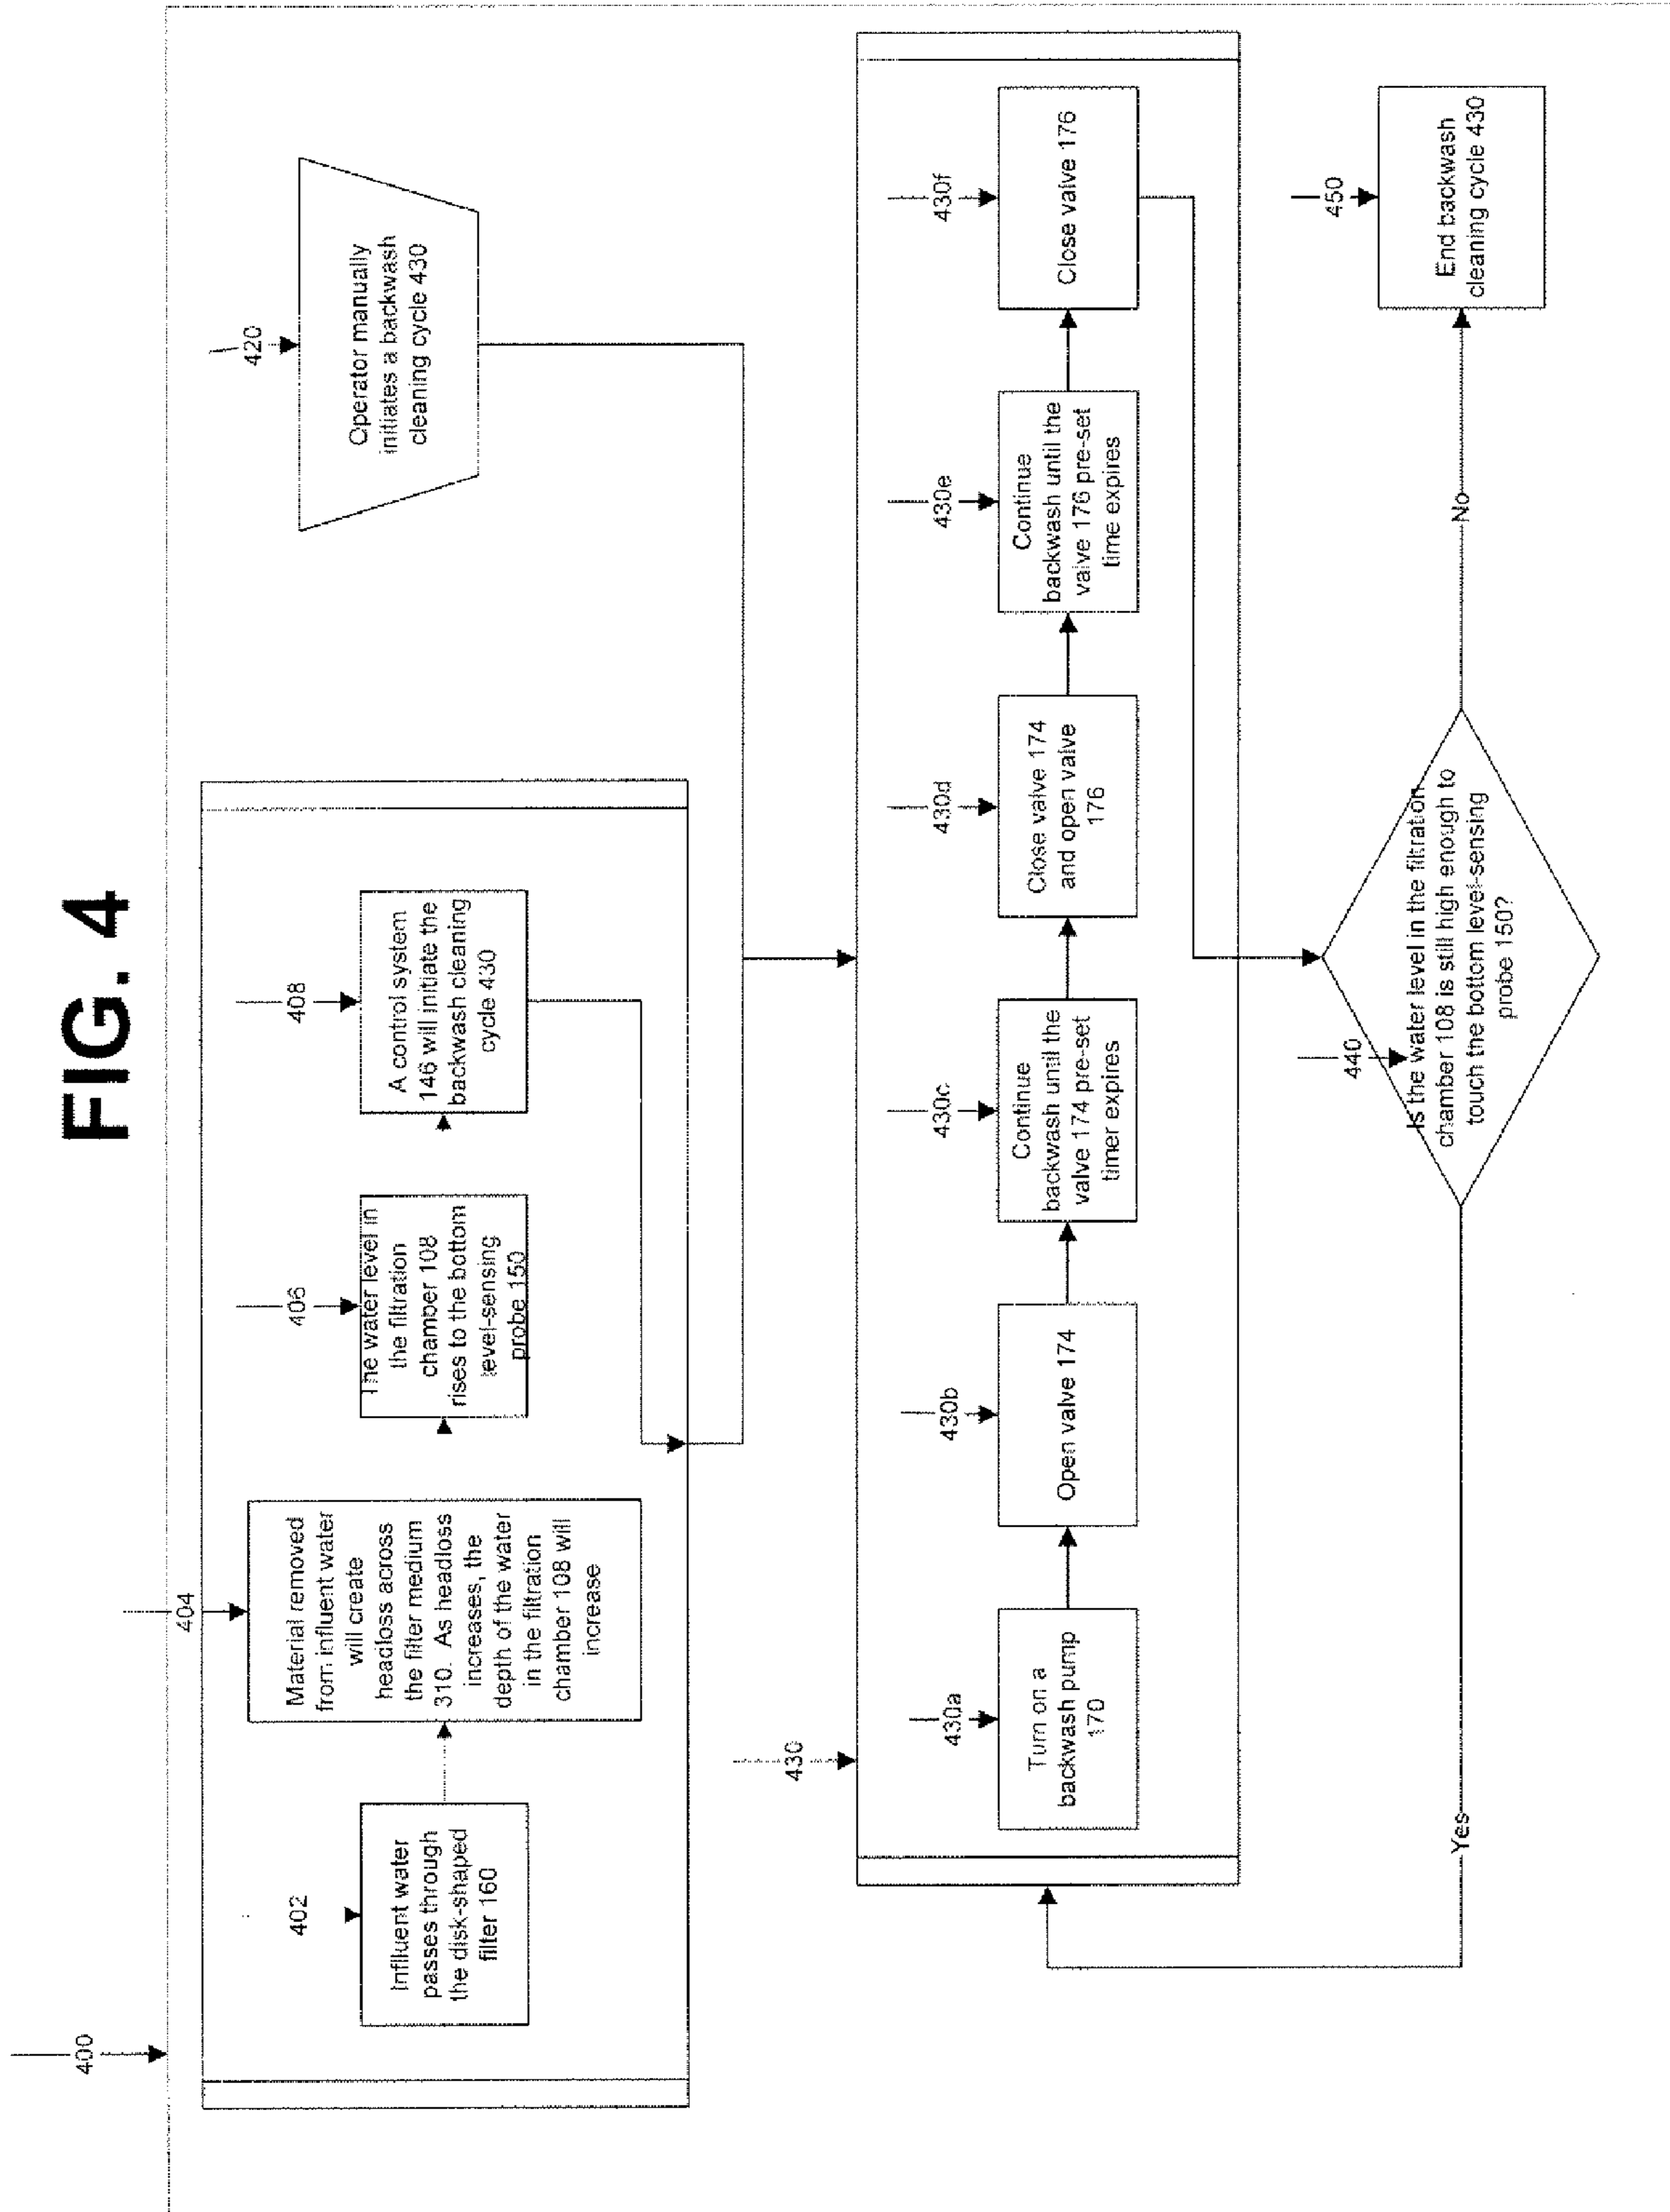 FIG. 4
400
402
Influent water
passes through
the disk-shaped
filter 160
404
Material removed
from influent water
will create
headloss across
the filter medium
310. As headloss
increases, the
depth of the water
in the filtration
chamber 108 will
increase
406
The water level in
the filtration
chamber 108
rises to the bottom
level-sensing
probe 150
408
A control system
146 will initiate the
backwash cleaning
cycle 430
420
Operator manually
initiates a backwash
cleaning cycle 430
430
430a
Turn on a
backwash pump
170
430b
Open valve 174
430c
Continue
backwash until the
valve 174 pre-set
timer expires
430d
Close valve 174
and open valve
176
430e
Continue
backwash until the
valve 176 pre-set
time expires
430f
Close valve 176
440
Is the water level in the filtration
chamber 108 is still high enough to
touch the bottom level-sensing
probe 150?
Yes
No
450
End backwash
cleaning cycle 430